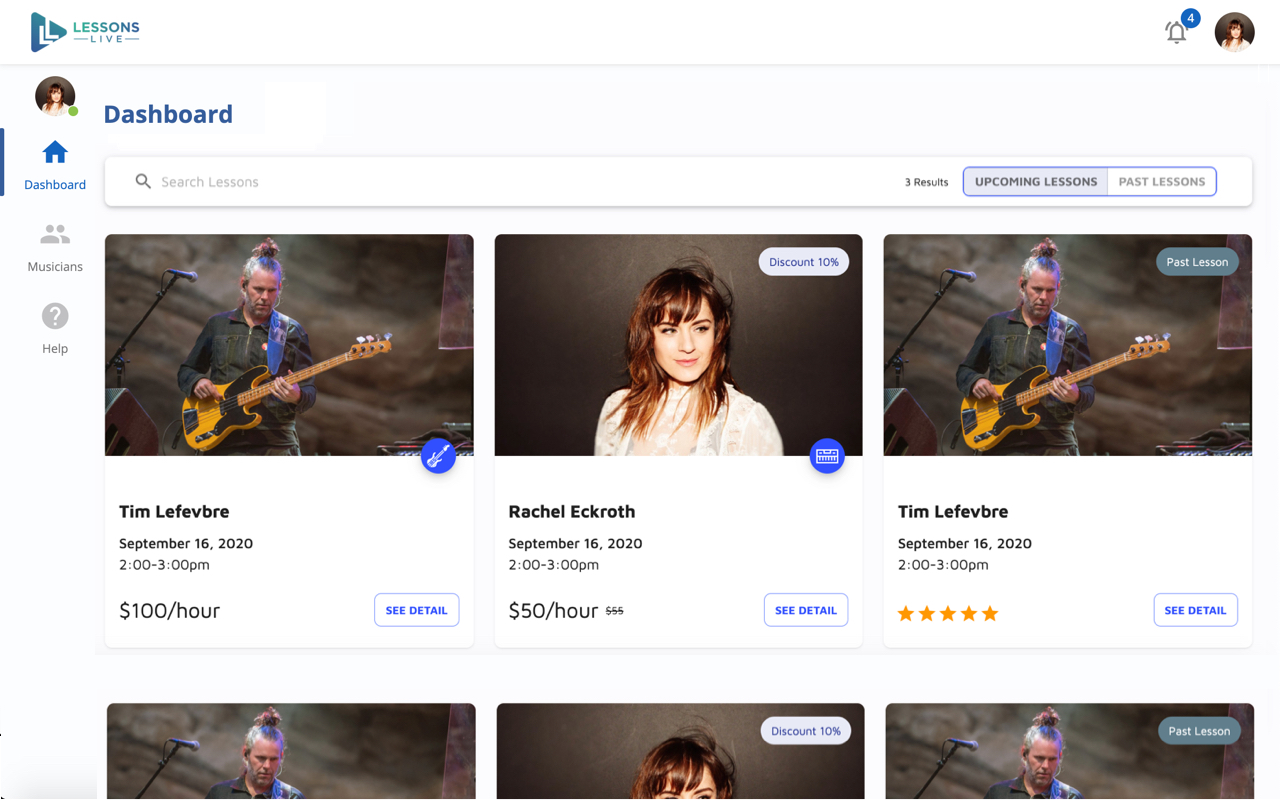 LESSONS
LIVE
4
Dashboard
Search Lessons
3 Results
UPCOMING LESSONS
PAST LESSONS
Dashboard
Musicians
Help
Discount 10%
Past Lesson
Tim Lefevbre
September 16, 2020
2:00-3:00pm
$100/hour
SEE DETAIL
Rachel Eckroth
September 16, 2020
2:00-3:00pm
$50/hour $55
SEE DETAIL
Tim Lefevbre
September 16, 2020
2:00-3:00pm
SEE DETAIL
Discount 10%
Past Lesson